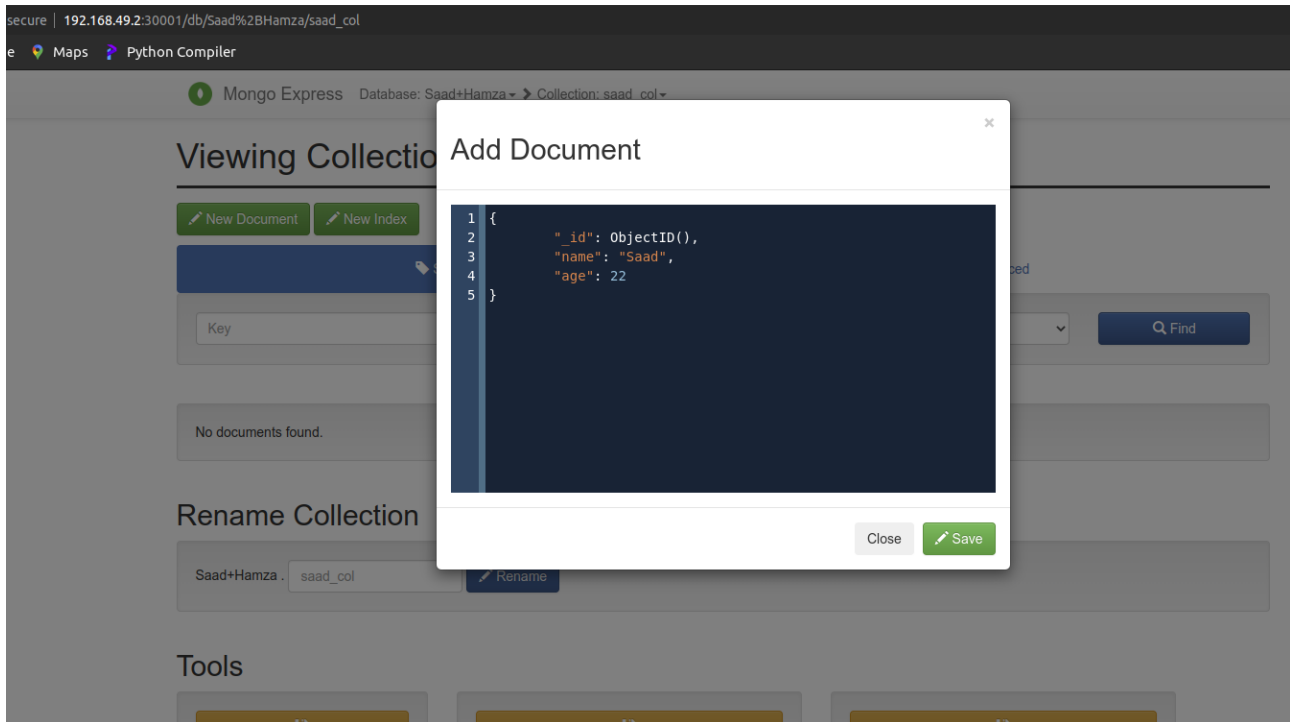 secure | 192.168.49.2:30001/db/Saad%2BHamza/saad_col
e Maps Python Compiler
Mongo Express Database: Saad+Hamza Collection: saad_col
Viewing Collectio
Add Document
×
New Document New Index
1 {
2 "_id": ObjectID(),
3 "name": "Saad",
4 "age": 22
5 }
Key
Find
No documents found.
Rename Collection
Close Save
Saad+Hamza . saad_col Rename
Tools